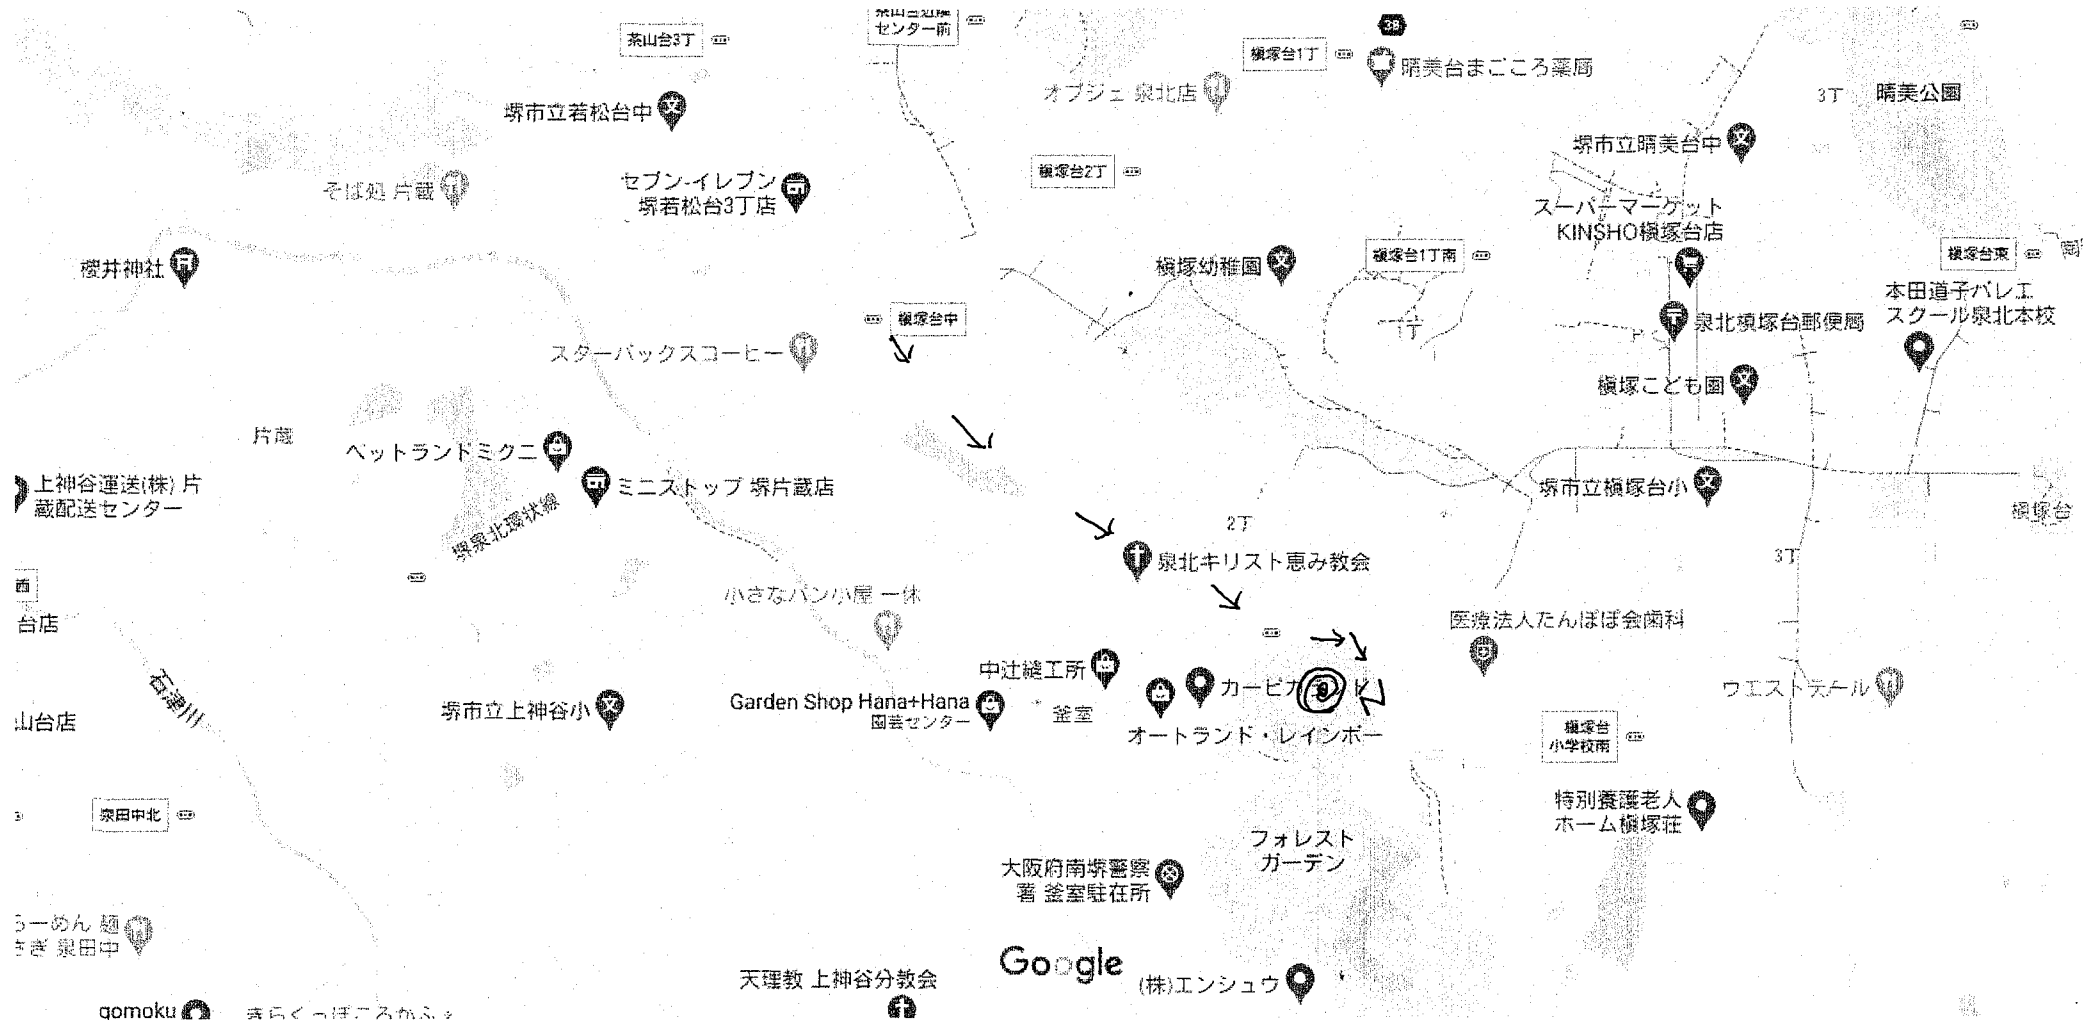 茶山台3丁
センター前
38
槇塚台1丁
晴美台まごころ薬局
オブジェ 泉北店
3丁
晴美公園
堺市立若松台中
堺市立晴美台中
槇塚台2丁
そば処 片蔵
セブン-イレブン
堺若松台3丁店
スーパーマーケット
KINSHO槇塚台店
櫻井神社
槇塚幼稚園
槇塚台1丁南
槇塚台東
本田道子バレエ
スクール泉北本校
槇塚台中
泉北槇塚台郵便局
1丁
スターバックスコーヒー
槇塚こども園
片蔵
ペットランドミクニ
上神谷運送(株) 片
蔵配送センター
ミニストップ 堺片蔵店
堺市立槇塚台小
堺泉北環状線
2丁
槇塚台
泉北キリスト恵み教会
3丁
西
台店
小さなパン小屋 一休
医療法人たんぽぽ会歯科
中辻縫工所
石津川
堺市立上神谷小
Garden Shop Hana+Hana
園芸センター
釜室
オートランド・レインボー
ウエストテール
山台店
槇塚台
小学校南
泉田中北
特別養護老人
ホーム槇塚荘
フォレスト
ガーデン
大阪府南堺警察
署 釜室駐在所
らーめん 麺
さぎ 泉田中
Google
天理教 上神谷分教会
(株)エンシュウ
gomoku